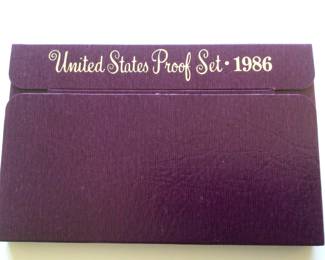 United States Proof Set · 1986